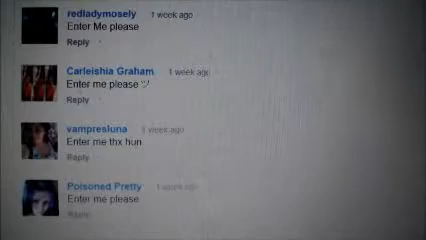 redladymosely 1 week ago
Enter Me please
Reply
Carleishia Graham 1 week ago
Enter me please ツ
Reply
vampresluna 1 week ago
Enter me thx hun
Reply
Poisoned Pretty 1 week ago
Enter me please
Reply